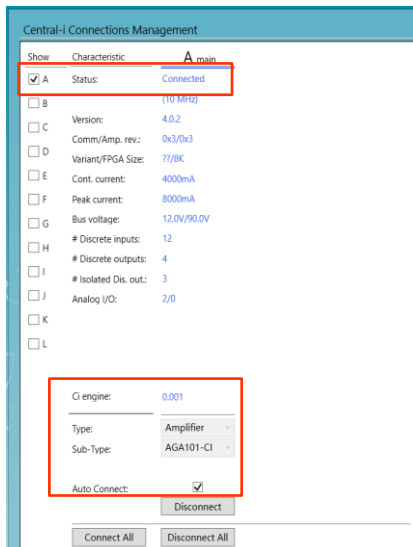 Central-i Connections Management
Show Characteristic A main
A Status: Connected
B (10 MHz)
Version: 4.0.2
C
Comm/Amp. rev.: 0x3/0x3
D
Variant/FPGA Size: ??/8K
E Cont. current: 4000mA
F Peak current: 8000mA
G Bus voltage: 12.0V/90.0V
H # Discrete inputs: 12
# Discrete outputs: 4
I
# Isolated Dis. out.: 3
J Analog I/O: 2/0
K
L
Ci engine: 0.001
Type: Amplifier
Sub-Type: AGA101-CI
Auto Connect:
Disconnect
Connect All Disconnect All